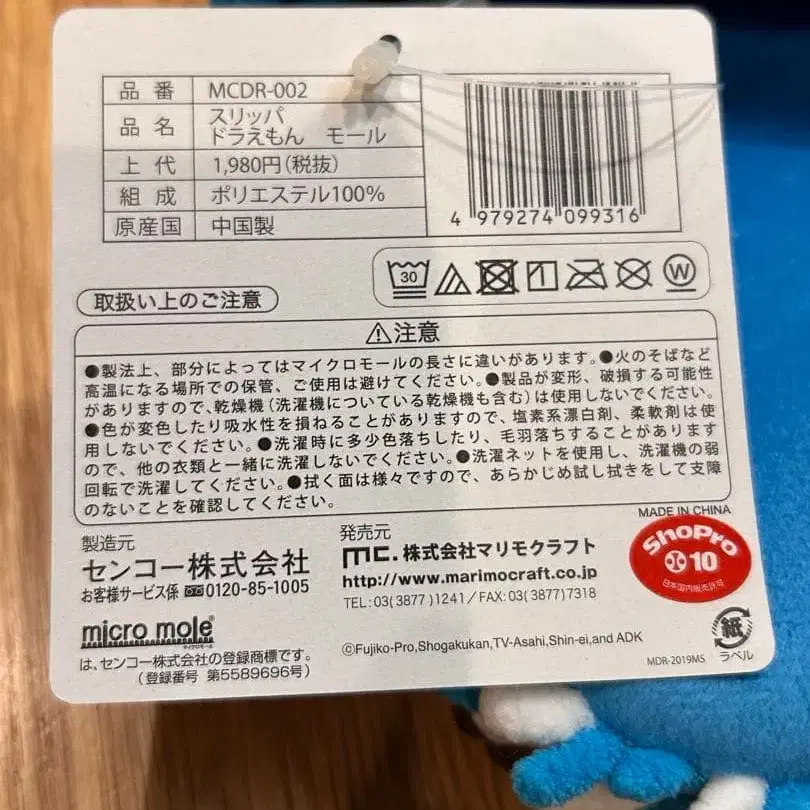 品番 MCDR-002
品名 スリッパ
ドラえもん モール
上代 1,980円(税抜)
組成 ポリエステル100%
原産国 中国製
4 979274 099316
30
1
W
取扱い上のご注意
注意
●製法上、部分によってはマイクロモールの長さに違いがあります。●火のそばなど
高温になる場所での保管、ご使用は避けてください。●製品が変形、破損する可能性
がありますので、乾燥機(洗濯機についている乾燥機も含む)は使用しないでください。
●色が変色したり吸水性を損ねることがありますので、塩素系漂白剤、柔軟剤は使
用しないでください。●洗濯時に多少色落ちしたり、毛羽落ちすることがあります
ので、他の衣類と一緒に洗濯しないでください。●洗濯ネットを使用し、洗濯機の弱
回転で洗濯してください。●拭く面は様々ですので、あらかじめ試し拭きをして支障
のないことを確認してください。
MADE IN CHINA
製造元
センコー株式会社
お客様サービス係 0120-85-1005
micro mole
マイクロモール
は、センコー株式会社の登録商標です。
(登録番号 第5589696号)
発売元
mc.株式会社マリモクラフト
http://www.marimocraft.co.jp
TEL:03(3877)1241/FAX:03(3877)7318
©Fujiko-Pro,Shogakukan,TV-Asahi,Shin-ei,and ADK
ShoPro
10
日本国内販売許可
紙
ラベル
MDR-2019MS